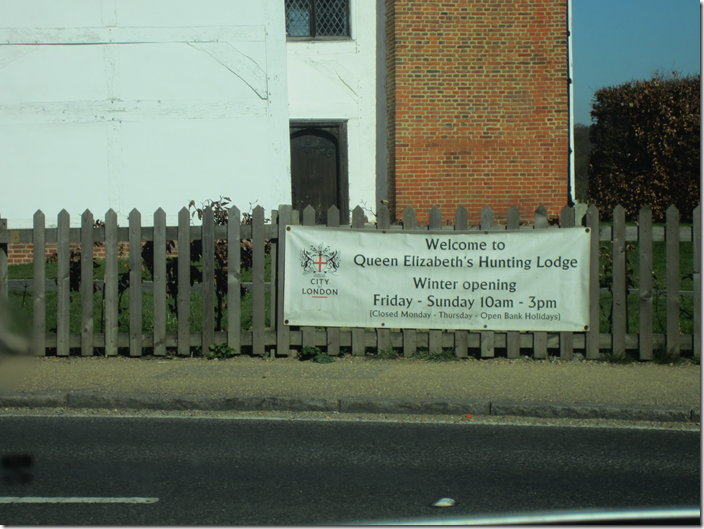 Welcome to
Queen Elizabeth's Hunting Lodge
CITY
OF
LONDON
Winter opening
Friday - Sunday 10am - 3pm
(Closed Monday - Thursday - Open Bank Holidays)